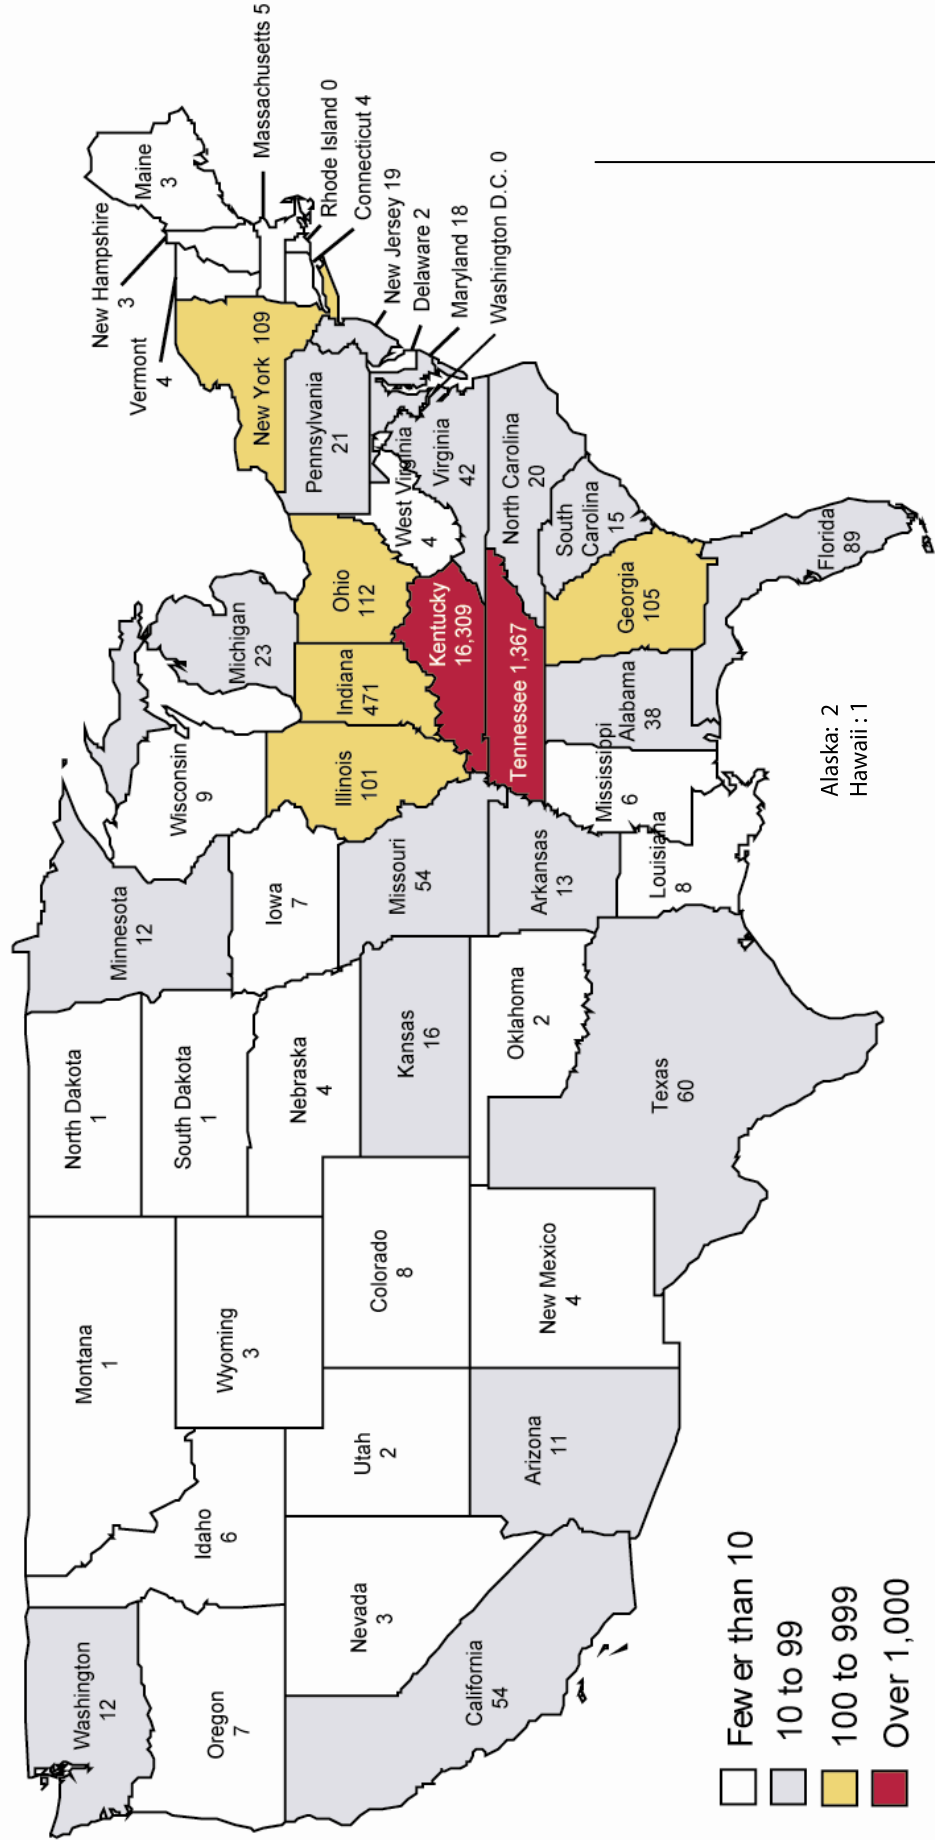 Washington
12
Oregon
7
California
54
Nevada
3
Idaho
6
Montana
1
Wyoming
3
Utah
2
Arizona
11
Colorado
8
New Mexico
4
North Dakota
1
South Dakota
1
Nebraska
4
Kansas
16
Oklahoma
2
Texas
60
Minnesota
12
Iowa
7
Missouri
54
Arkansas
13
Louisiana
8
Wisconsin
9
Illinois
101
Michigan
23
Indiana
471
Ohio
112
Kentucky
16,309
Tennessee 1,367
Mississippi
6
Alabama
38
Georgia
105
Florida
89
South
Carolina
15
North Carolina
20
Virginia
42
West Virginia
4
Pennsylvania
21
New York 109
Vermont
4
New Hampshire
3
Maine
3
Massachusetts 5
Rhode Island 0
Connecticut 4
New Jersey 19
Delaware 2
Maryland 18
Washington D.C. 0
Alaska: 2
Hawaii : 1
Few er than 10
10 to 99
100 to 999
Over 1,000